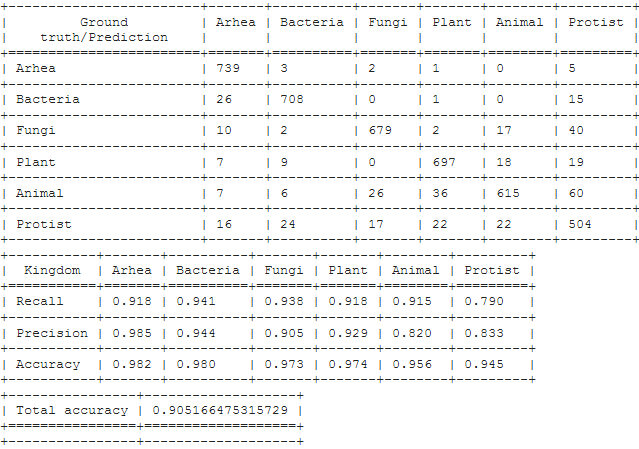 Ground Arhea Bacteria Fungi Plant Animal Protist
truth/Prediction
Arhea 739 3 2 1 0 5
Bacteria 26 708 0 1 0 15
Fungi 10 2 679 2 17 40
Plant 7 9 0 697 18 19
Animal 7 6 26 36 615 60
Protist 16 24 17 22 22 504
Kingdom Arhea Bacteria Fungi Plant Animal Protist
Recall 0.918 0.941 0.938 0.918 0.915 0.790
Precision 0.985 0.944 0.905 0.929 0.820 0.833
Accuracy 0.982 0.980 0.973 0.974 0.956 0.945
Total accuracy 0.905166475315729